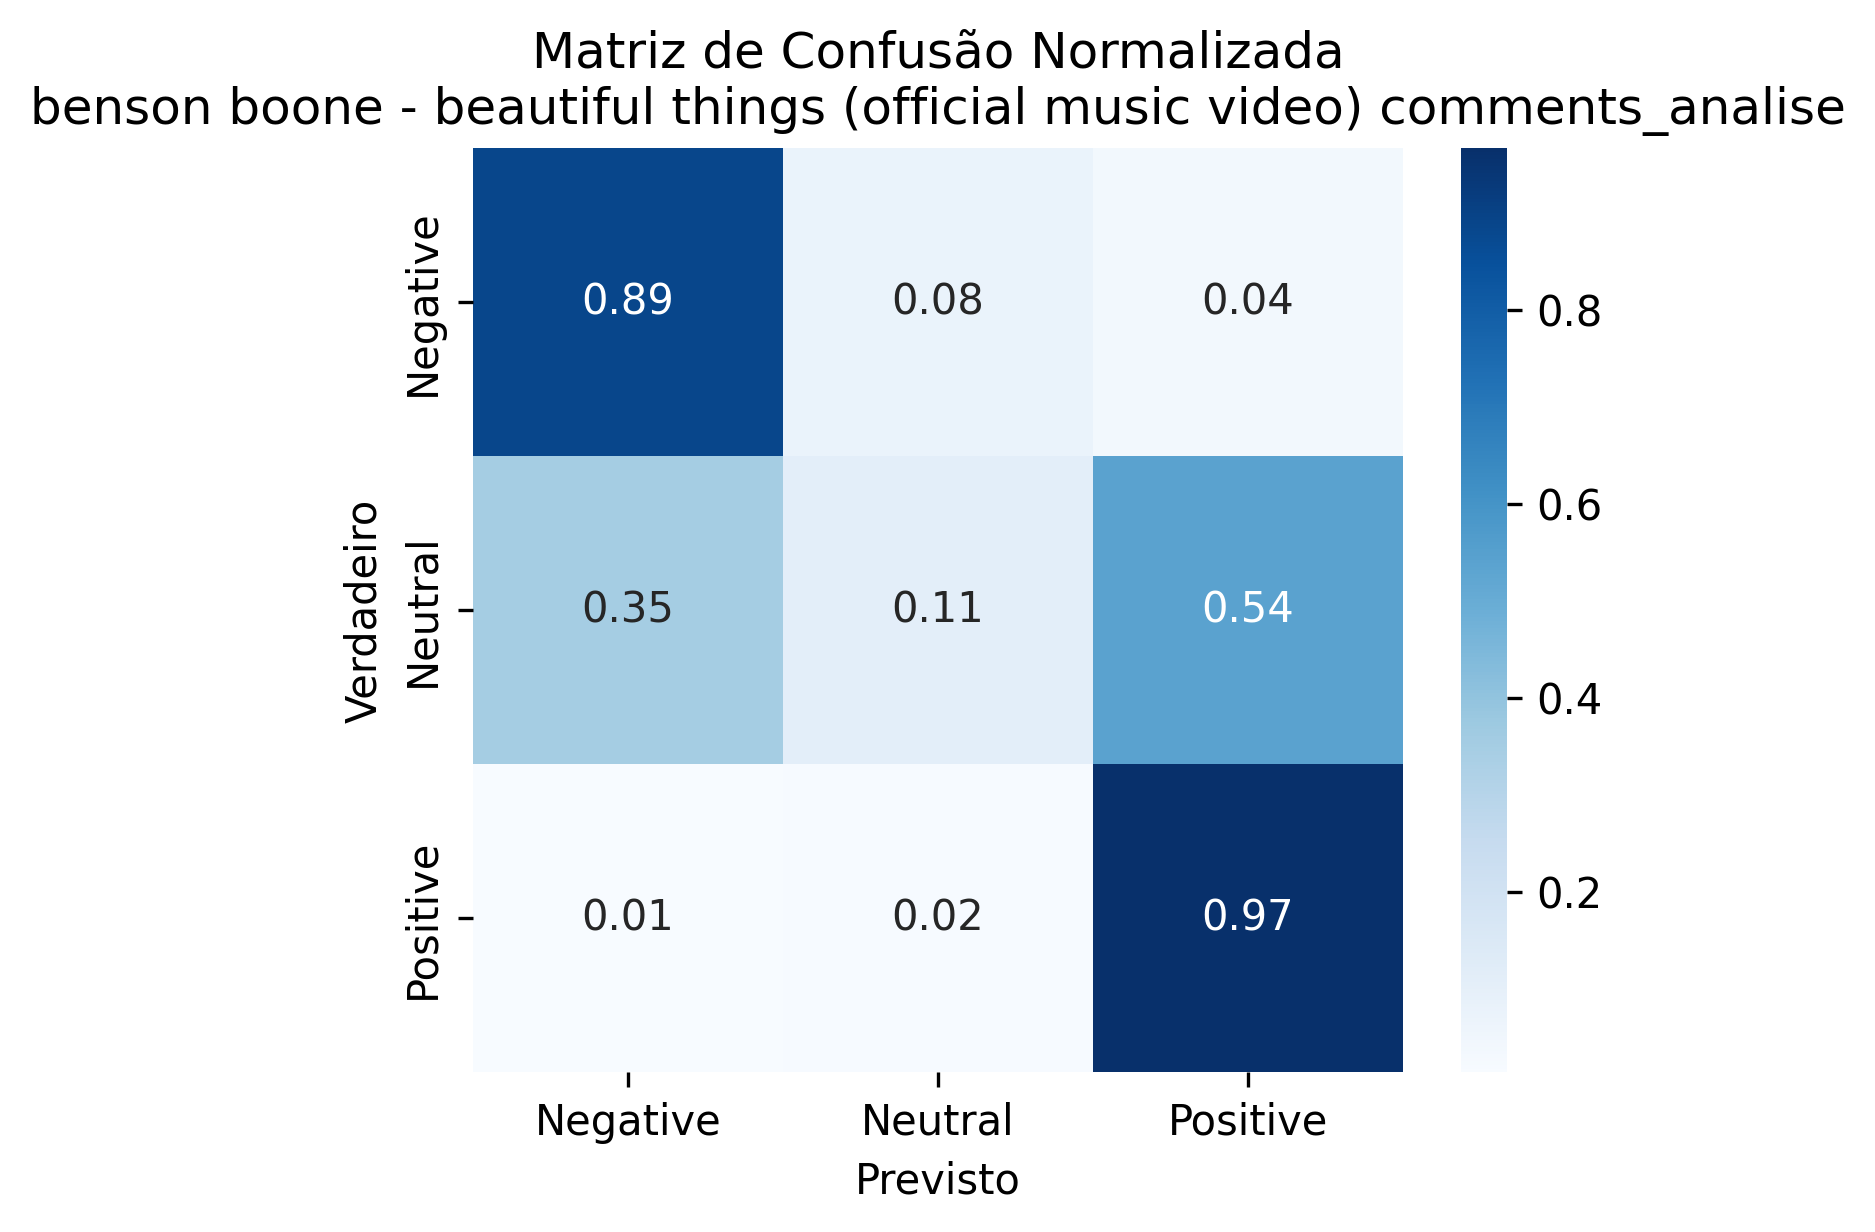 Matriz de Confusão Normalizada
benson boone - beautiful things (official music video) comments_analise
Verdadeiro
Negative
0.89
0.08
0.04
Neutral
0.35
0.11
0.54
Positive
0.01
0.02
0.97
Negative
Neutral
Positive
Previsto
0.8
0.6
0.4
0.2